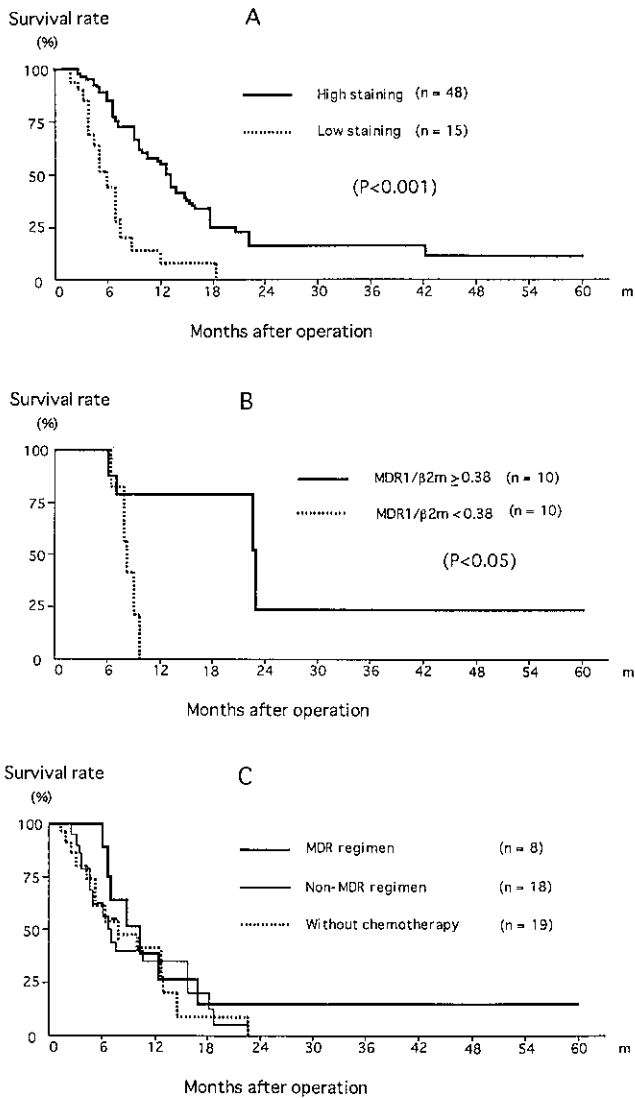 Survival rate
(%)
A
100
75
50
25
0
High staining (n = 48)
Low staining (n = 15)
(P<0.001)
0 6 12 18 24 30 36 42 48 54 60 m
Months after operation
Survival rate
(%)
B
100
75
50
25
0
MDR1/β2m ≥ 0.38 (n = 10)
MDR1/β2m < 0.38 (n = 10)
(P<0.05)
0 6 12 18 24 30 36 42 48 54 60 m
Months after operation
Survival rate
(%)
C
100
75
50
25
0
MDR regimen (n = 8)
Non-MDR regimen (n = 18)
Without chemotherapy (n = 19)
0 6 12 18 24 30 36 42 48 54 60 m
Months after operation